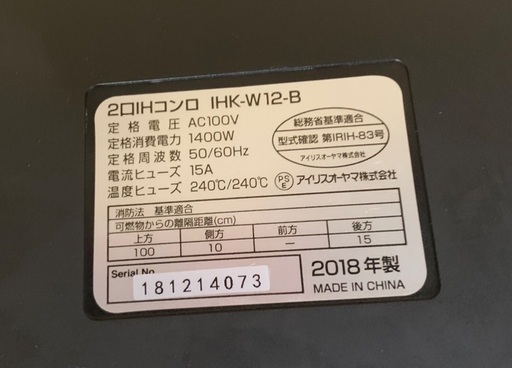 2口IHコンロ IHK-W12-B
定格電圧 AC100V
定格消費電力 1400W
定格周波数 50/60Hz
電流ヒューズ 15A
温度ヒューズ 240℃/240℃
総務省基準適合
型式確認 第IRIH-83号
アイリスオーヤマ株式会社
PSE アイリスオーヤマ株式会社
消防法 基準適合
可燃物からの離隔距離(cm)
上方 側方 前方 後方
100 10 － 15
Serial No.
181214073
2018年製
MADE IN CHINA